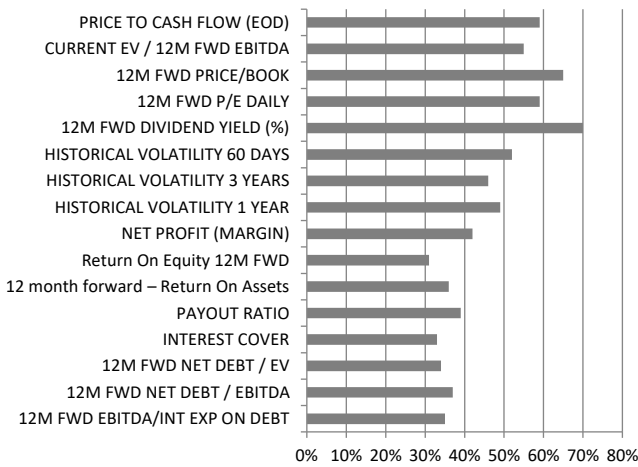 PRICE TO CASH FLOW (EOD)
CURRENT EV / 12M FWD EBITDA
12M FWD PRICE/BOOK
12M FWD P/E DAILY
12M FWD DIVIDEND YIELD (%)
HISTORICAL VOLATILITY 60 DAYS
HISTORICAL VOLATILITY 3 YEARS
HISTORICAL VOLATILITY 1 YEAR
NET PROFIT (MARGIN)
Return On Equity 12M FWD
12 month forward – Return On Assets
PAYOUT RATIO
INTEREST COVER
12M FWD NET DEBT / EV
12M FWD NET DEBT / EBITDA
12M FWD EBITDA/INT EXP ON DEBT
0% 10% 20% 30% 40% 50% 60% 70% 80%